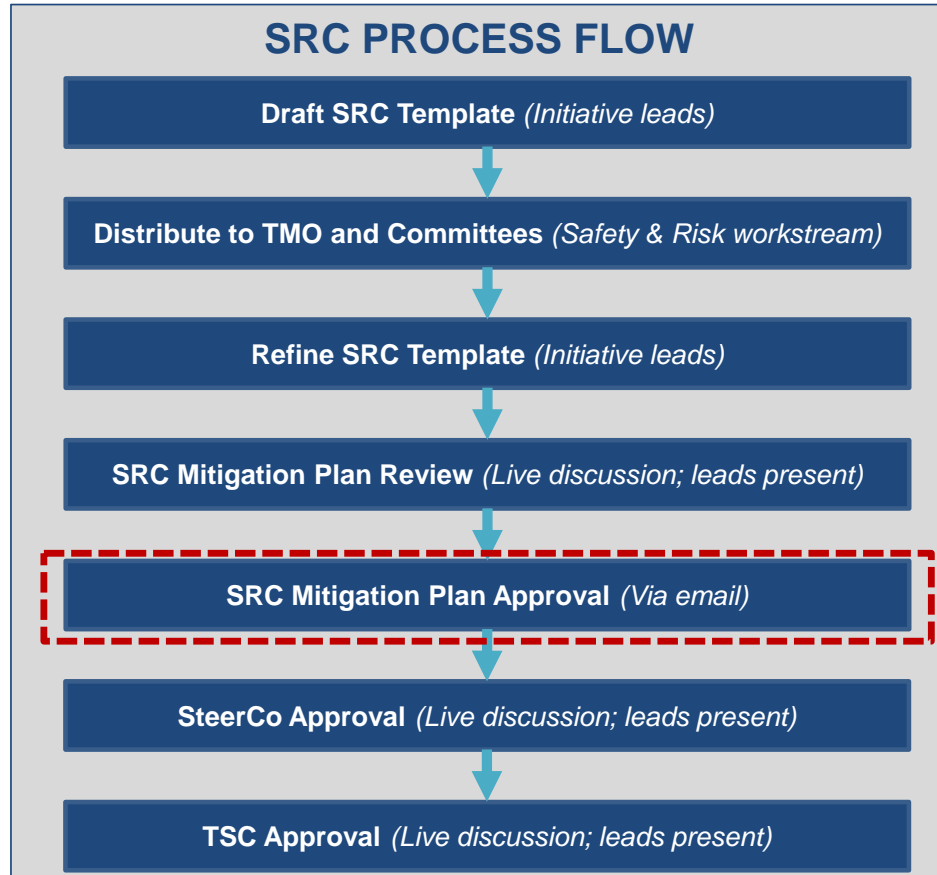 SRC PROCESS FLOW
Draft SRC Template (Initiative leads)
Distribute to TMO and Committees (Safety & Risk workstream)
Refine SRC Template (Initiative leads)
SRC Mitigation Plan Review (Live discussion; leads present)
SRC Mitigation Plan Approval (Via email)
SteerCo Approval (Live discussion; leads present)
TSC Approval (Live discussion; leads present)